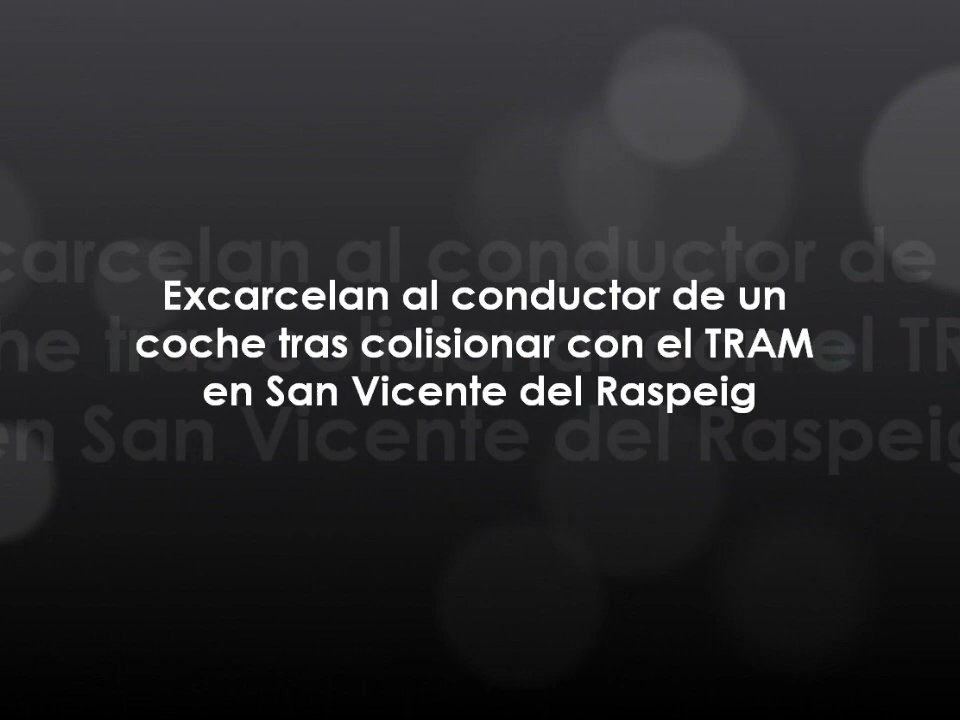 Excarcelan al conductor de un
coche tras colisionar con el TRAM
en San Vicente del Raspeig